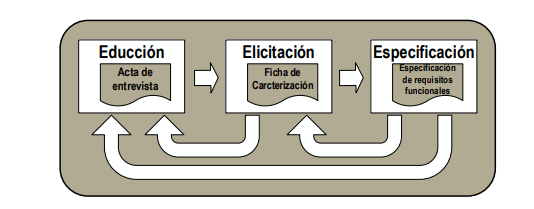 Educción
Acta de
entrevista
Elicitación
Ficha de
Carcterización
Especificación
Especificación
de requisitos
funcionales